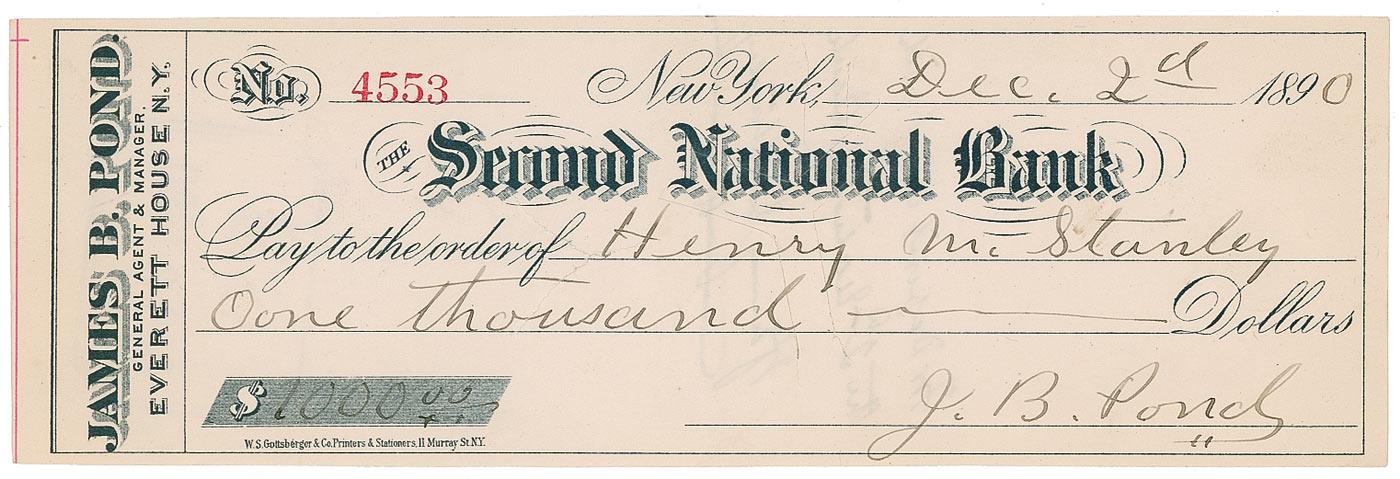 JAMES B. POND.
GENERAL AGENT & MANAGER.
EVERETT HOUSE N.Y.
No. 4553 New York, Dec. 2d 1890
THE Second National Bank
Pay to the order of Henry M. Stanley
Oone thousand — Dollars
$1000 00
J. B. Pond
W. S. Gottsberger & Co. Printers & Stationers, 11 Murray St. N.Y.